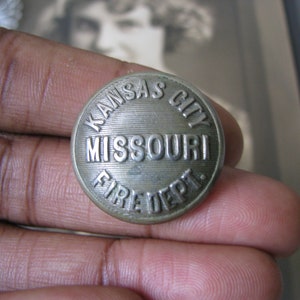 KANSAS CITY
MISSOURI
FIRE DEPT.